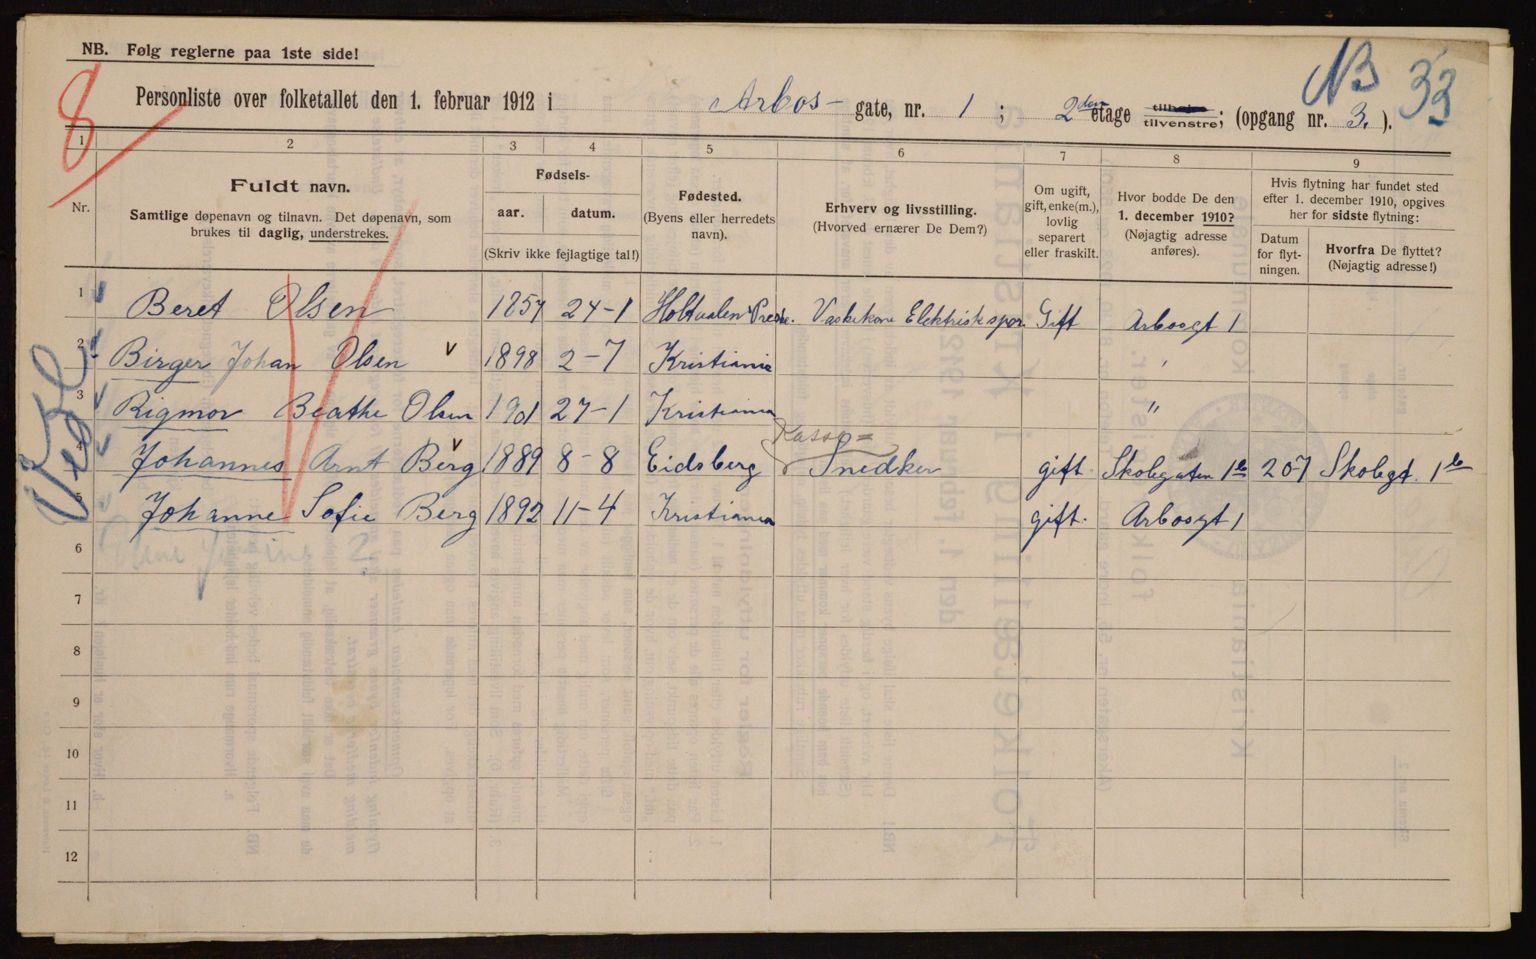 NB. Følg reglerne paa 1ste side!
NB 33
8
Personliste over folketallet den 1. februar 1912 i Arbos- gate, nr. 1 ; 2den etage tilhøire tilvenstre; (opgang nr. 3. ).
1 2 3 4 5 6 7 8 9
Nr.
Fuldt navn.
Samtlige døpenavn og tilnavn. Det døpenavn, som
brukes til daglig, understrekes.
Fødsels-
aar. datum.
(Skriv ikke fejlagtige tal!)
Fødested.
(Byens eller herredets
navn).
Erhverv og livsstilling.
(Hvorved ernærer De Dem?)
Om ugift,
gift, enke(m.),
lovlig
separert
eller fraskilt.
Hvor bodde De den
1. december 1910?
(Nøjagtig adresse
anføres).
Hvis flytning har fundet sted
efter 1. december 1910, opgives
her for sidste flytning:
Datum
for flyt-
ningen.
Hvorfra De flyttet?
(Nøjagtig adresse!)
1 Beret Olsen 1857 24-1 Holtaalen Vaskekone Elektrisk spor. Gift Arbosgt 1
2 Birger Johan Olsen v 1898 2-7 Kristiania
3 Rigmor Beathe Olsen 1901 27-1 Kristiania "
Kasse=
4 Johannes Arnt Berg v 1889 8-8 Eidsberg Snedker gift Skolegaten 1b 20-7 Skolegt. 1b
5 Johanne Sofie Berg 1892 11-4 Kristiania gift. Arbosgt 1
6
7
8
9
10
11
12